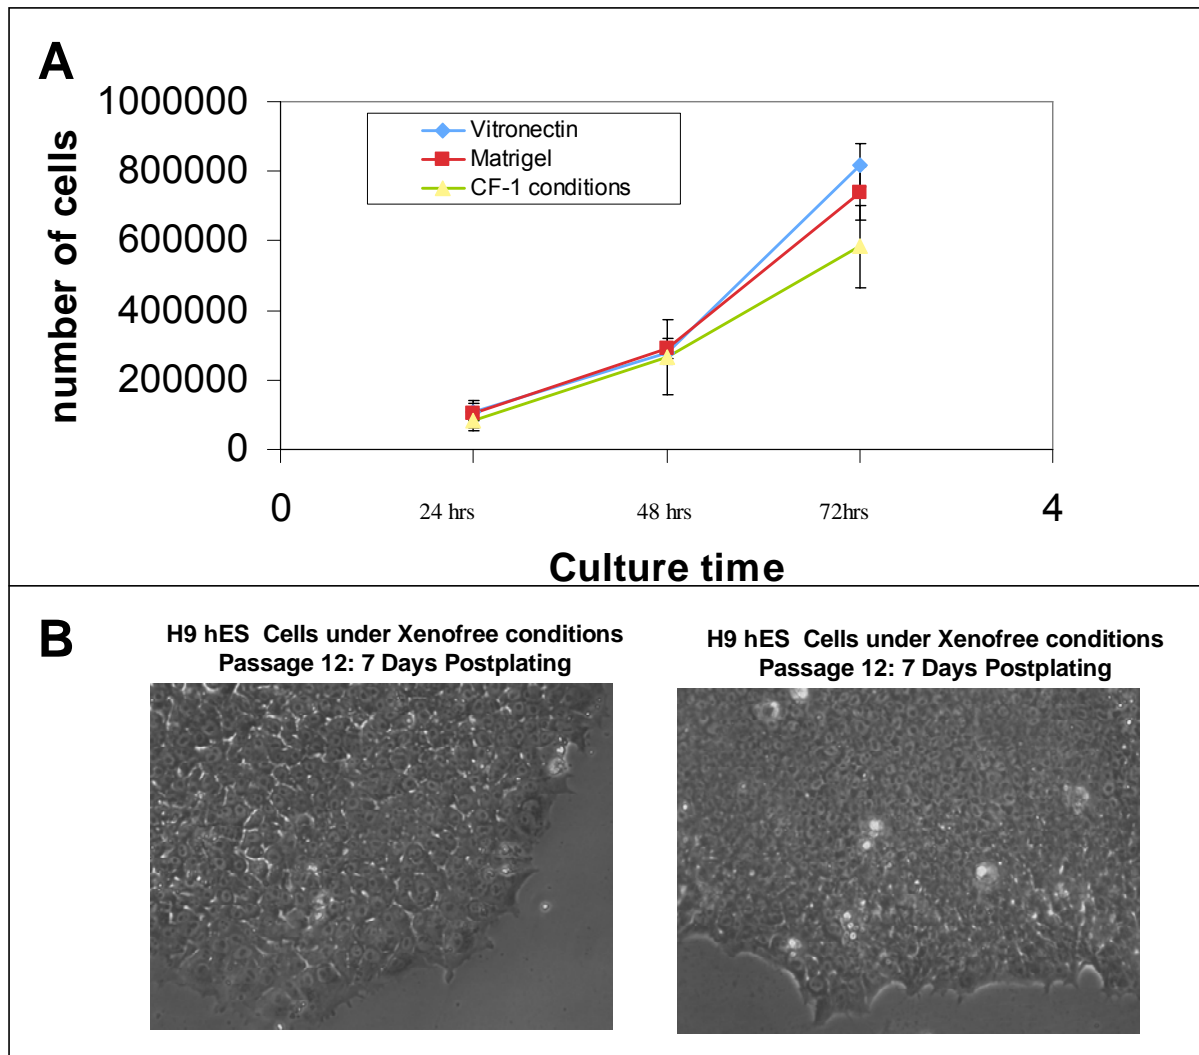 A
1000000
800000
600000
400000
200000
0
number of cells
Vitronectin
Matrigel
CF-1 conditions
0
24 hrs
48 hrs
72hrs
4
Culture time
B
H9 hES  Cells under Xenofree conditions
Passage 12: 7 Days Postplating
H9 hES  Cells under Xenofree conditions
Passage 12: 7 Days Postplating